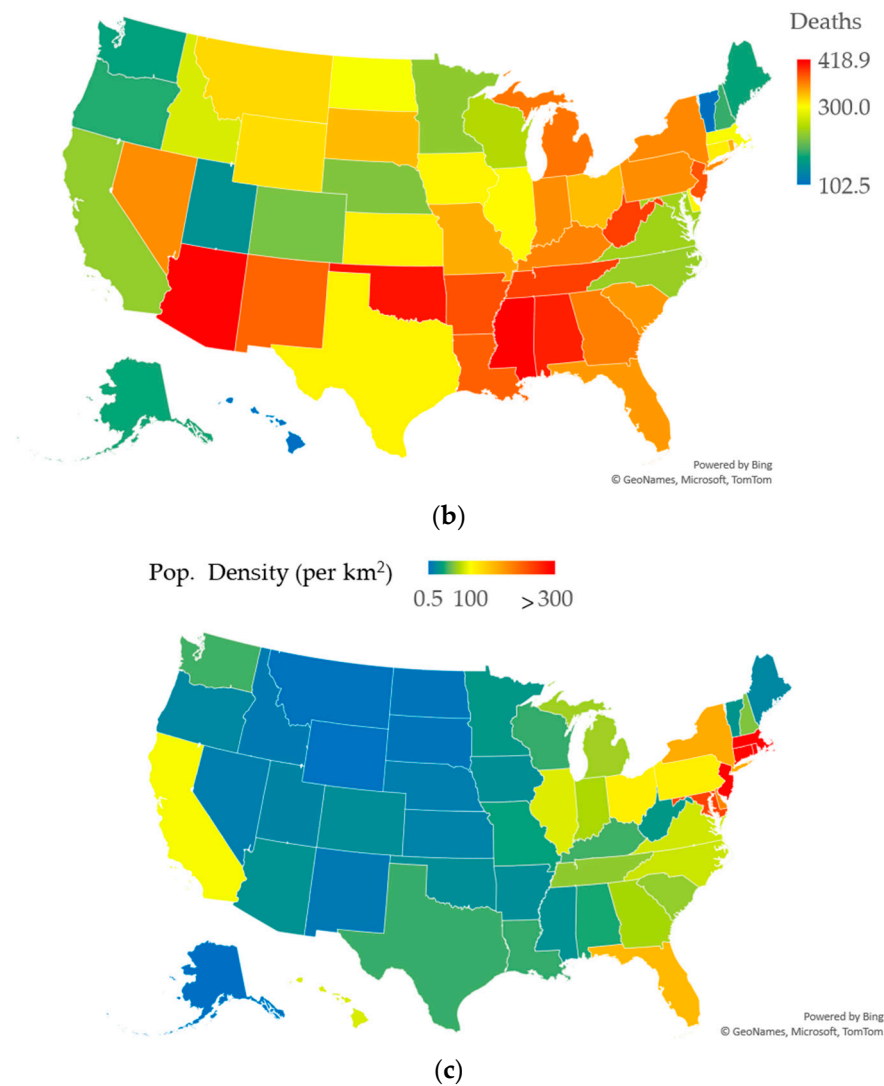 Deaths
418.9
300.0
102.5
Powered by Bing
© GeoNames, Microsoft, TomTom
(b)
Pop. Density (per km²)
0.5 100 >300
Powered by Bing
© GeoNames, Microsoft, TomTom
(c)